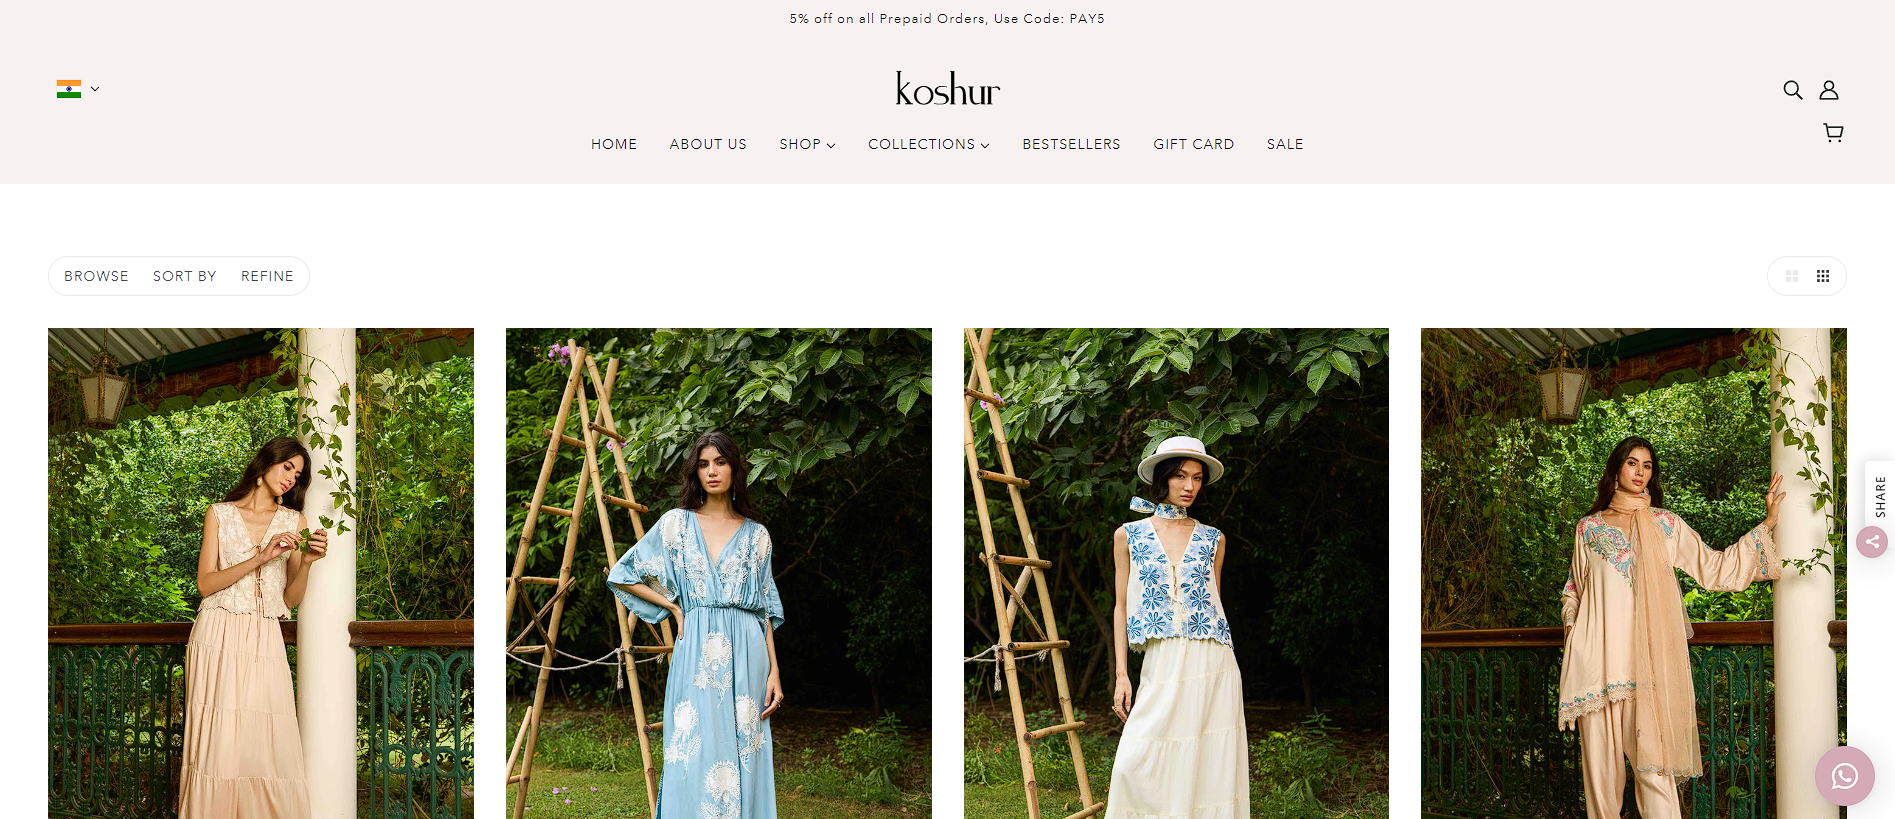 5% off on all Prepaid Orders, Use Code: PAY5
koshur
HOME ABOUT US SHOP COLLECTIONS BESTSELLERS GIFT CARD SALE
BROWSE SORT BY REFINE
SHARE